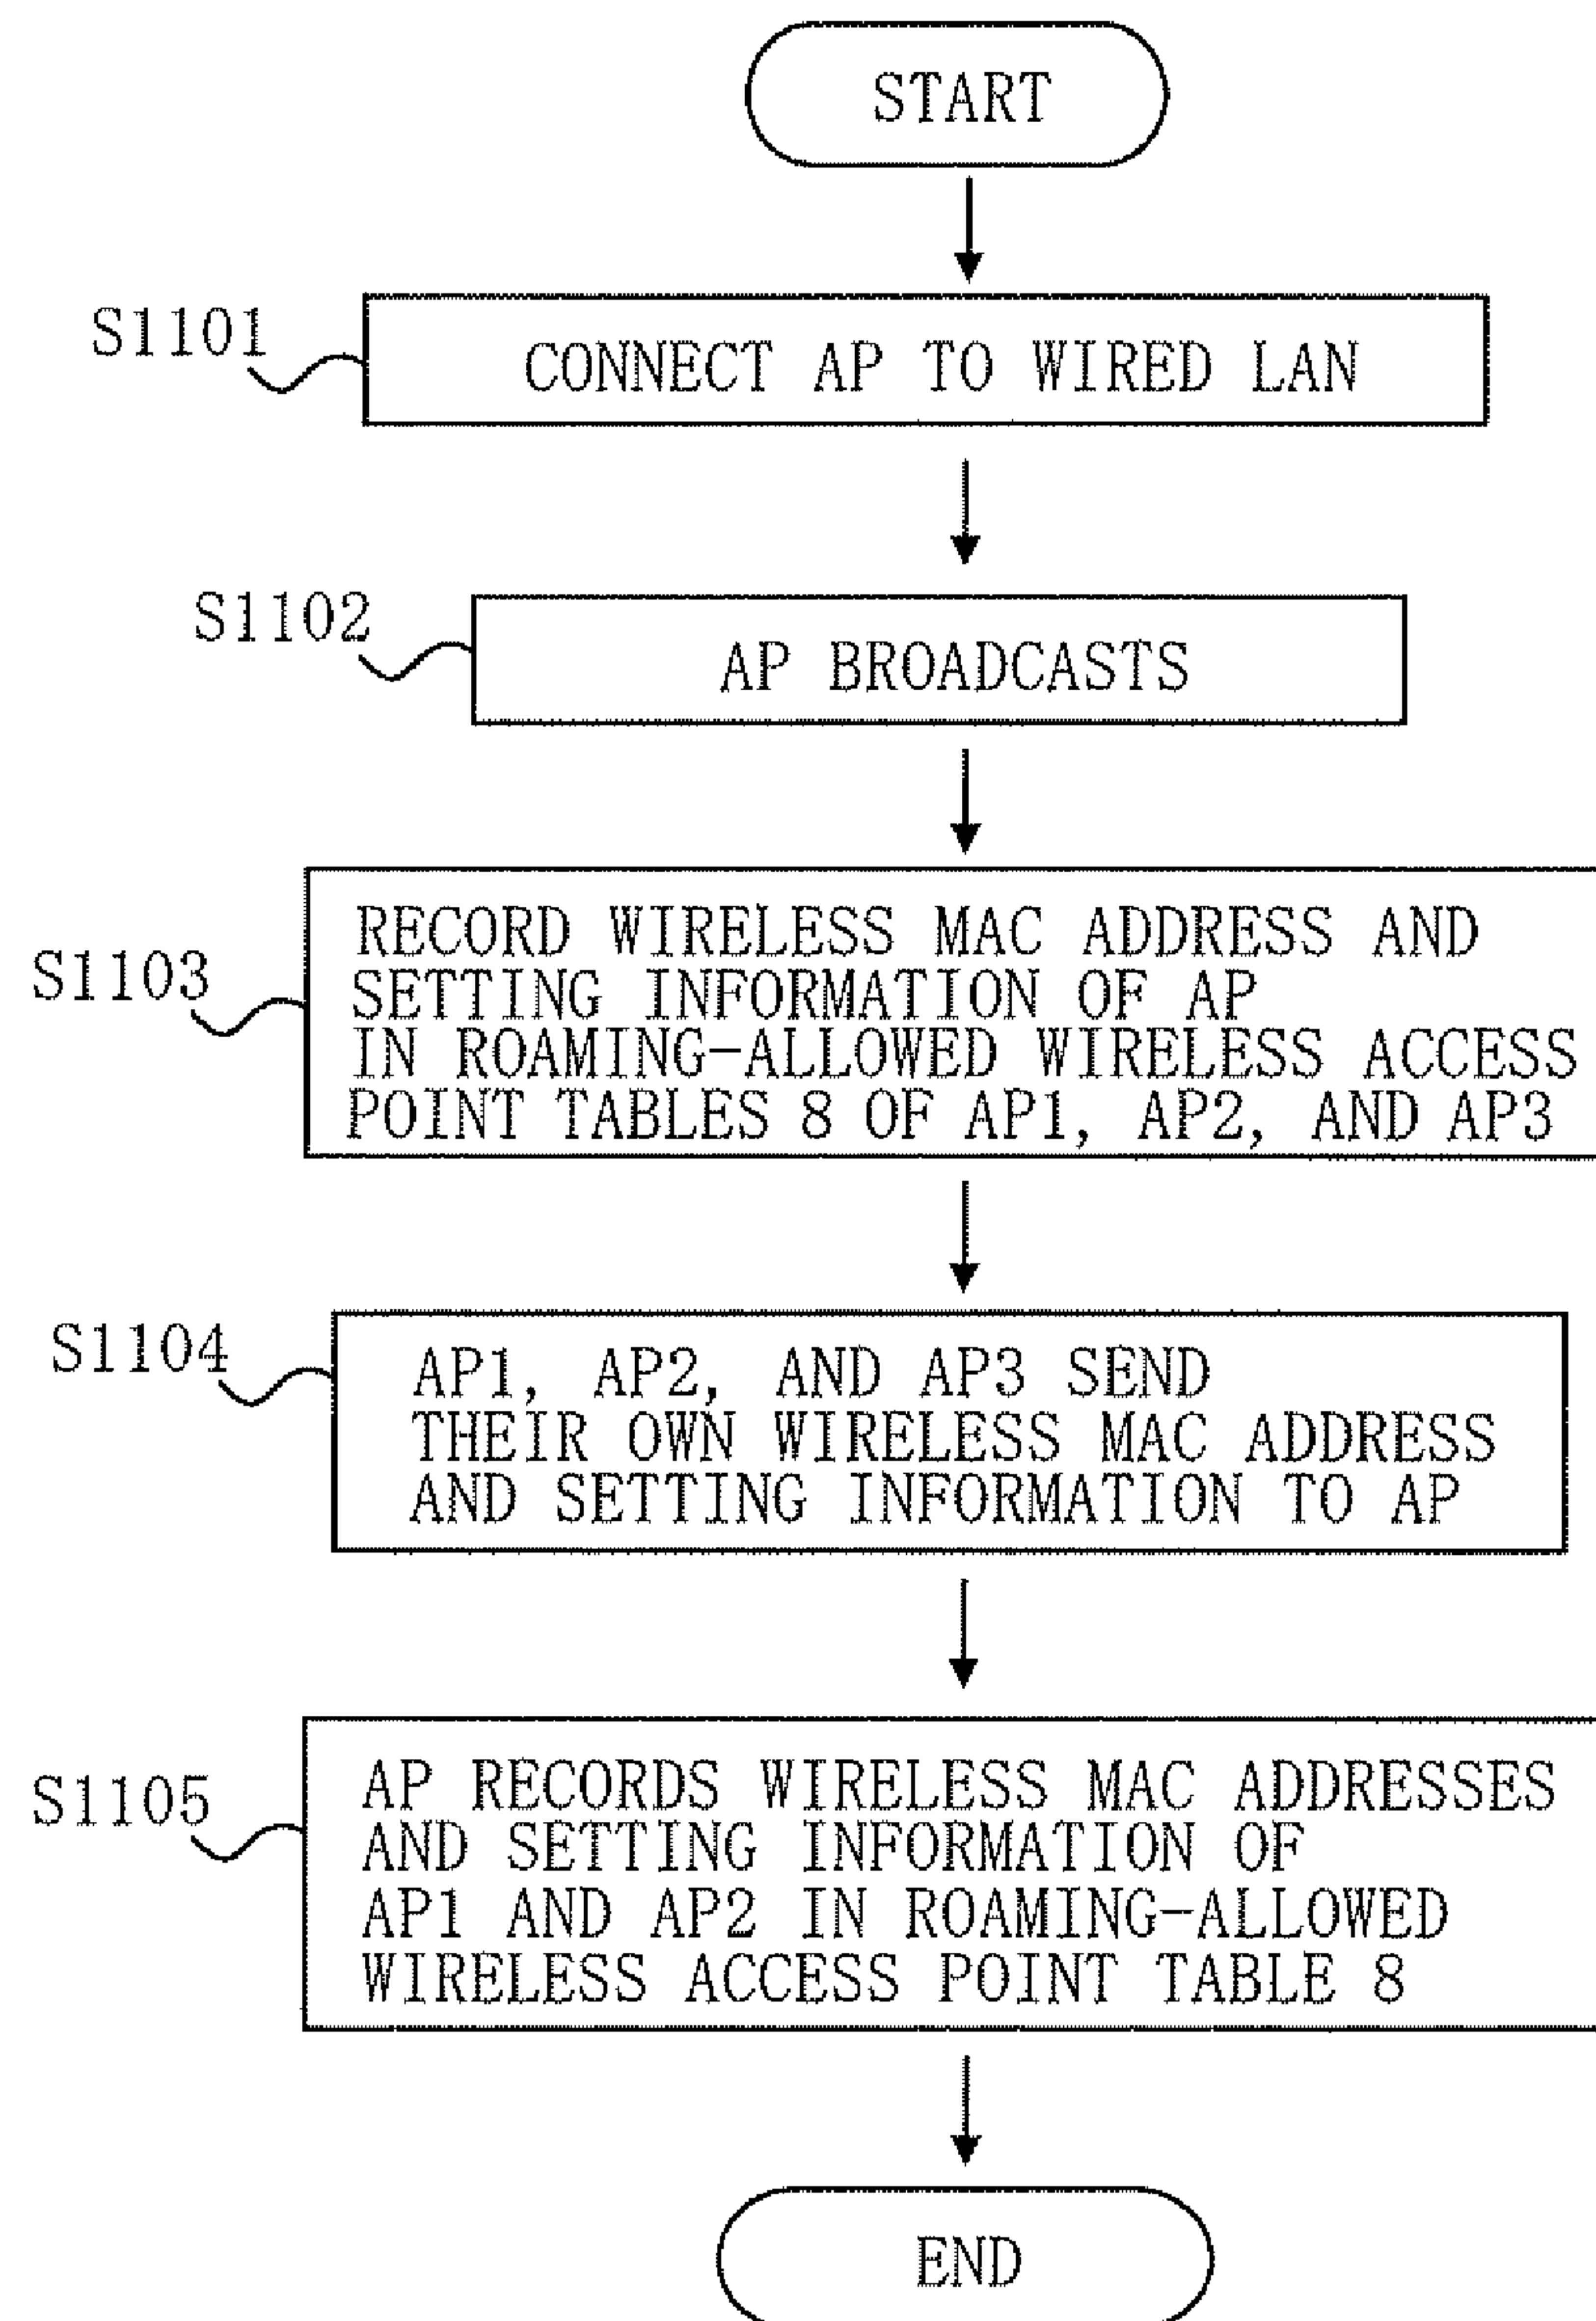 START
S1101
CONNECT AP TO WIRED LAN
S1102
AP BROADCASTS
S1103
RECORD WIRELESS MAC ADDRESS AND
SETTING INFORMATION OF AP
IN ROAMING-ALLOWED WIRELESS ACCESS
POINT TABLES 8 OF AP1, AP2, AND AP3
S1104
AP1, AP2, AND AP3 SEND
THEIR OWN WIRELESS MAC ADDRESS
AND SETTING INFORMATION TO AP
S1105
AP RECORDS WIRELESS MAC ADDRESSES
AND SETTING INFORMATION OF
AP1 AND AP2 IN ROAMING-ALLOWED
WIRELESS ACCESS POINT TABLE 8
END